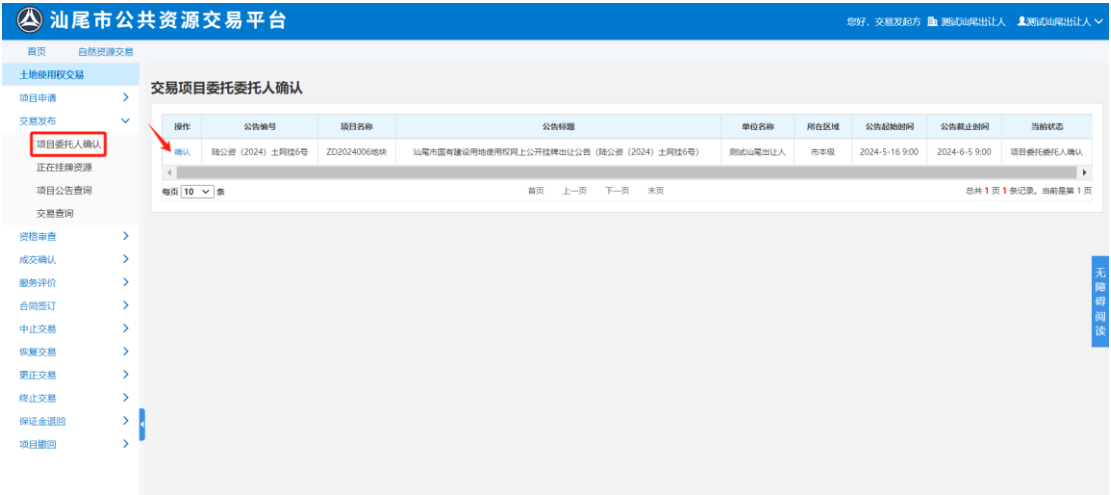 汕尾市公共资源交易平台
您好，交易发起方 测试汕尾出让人 测试汕尾出让人
首页 自然资源交易
土地使用权交易
项目申请
交易发布
项目委托人确认
正在挂牌资源
项目公告查询
交易查询
资格审查
成交确认
服务评价
合同签订
中止交易
恢复交易
更正交易
终止交易
保证金退回
项目撤回
交易项目委托委托人确认
操作 公告编号 项目名称 公告标题 单位名称 所在区域 公告起始时间 公告截止时间 当前状态
确认 陆公资（2024）土网挂6号 ZD2024006地块 汕尾市国有建设用地使用权网上公开挂牌出让公告（陆公资（2024）土网挂6号） 测试汕尾出让人 市本级 2024-5-16 9:00 2024-6-5 9:00 项目委托委托人确认
每页 10 条 首页 上一页 下一页 末页 总共 1 页 1 条记录。当前是第 1 页
无障碍阅读